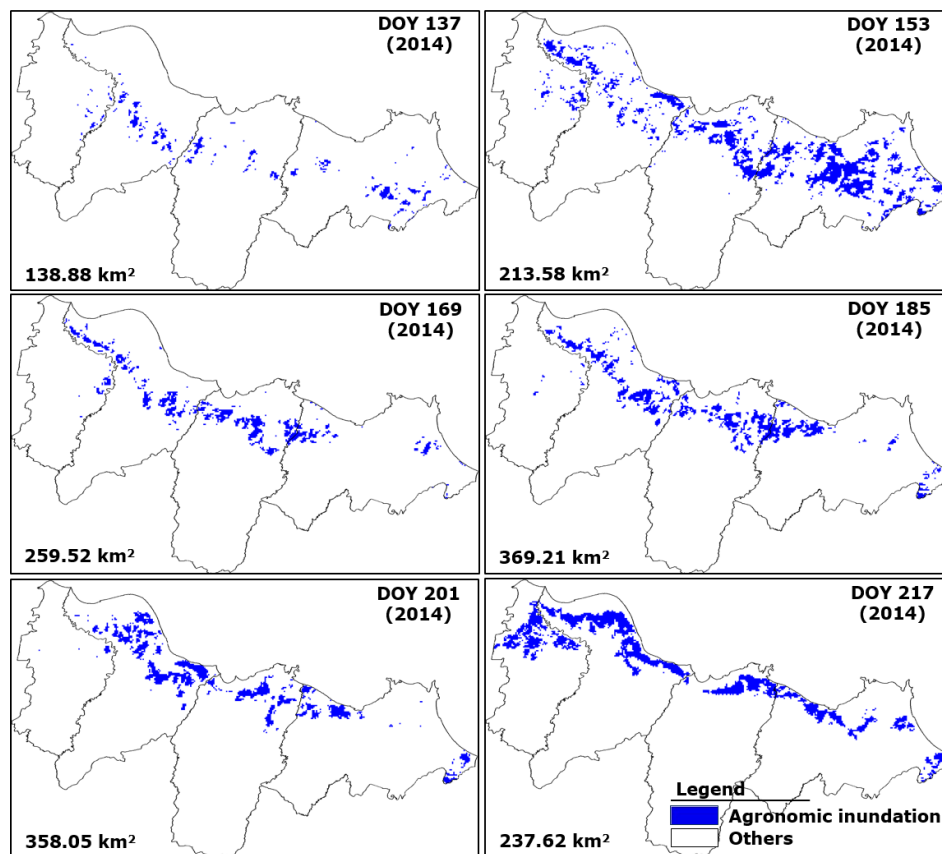 DOY 137
(2014)
138.88 km²
DOY 153
(2014)
213.58 km²
DOY 169
(2014)
259.52 km²
DOY 185
(2014)
369.21 km²
DOY 201
(2014)
358.05 km²
DOY 217
(2014)
237.62 km²
Legend
Agronomic inundation
Others